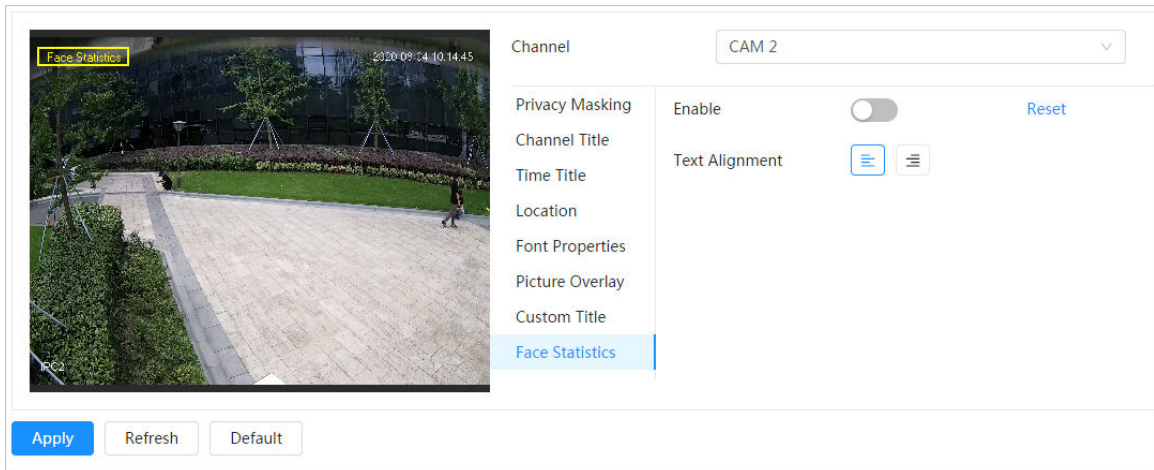 Face Statistics
2020-09-04 10:14:45
IPC2
Channel
CAM 2
Privacy Masking
Channel Title
Time Title
Location
Font Properties
Picture Overlay
Custom Title
Face Statistics
Enable
Reset
Text Alignment
Apply
Refresh
Default